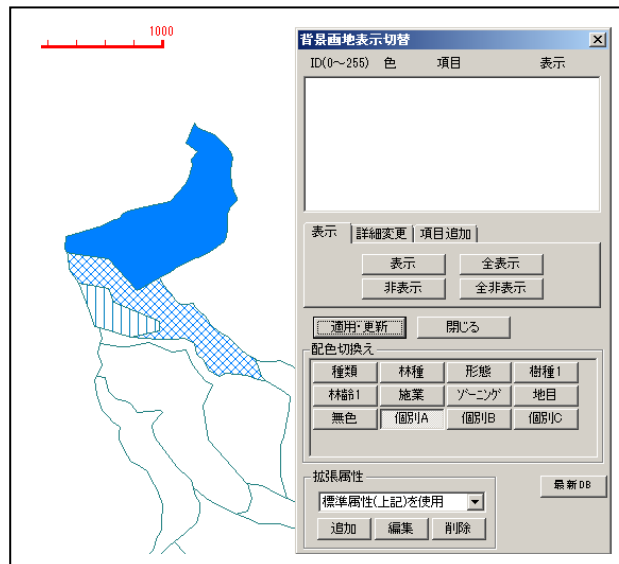 1000
背景画地表示切替
ID(0～255) 色 項目 表示
表示 詳細変更 項目追加
表示 全表示
非表示 全非表示
適用・更新 閉じる
配色切換え
種類 林種 形態 樹種1
林齢1 施業 ゾーニング 地目
無色 個別A 個別B 個別C
拡張属性
標準属性(上記)を使用
最新DB
追加 編集 削除